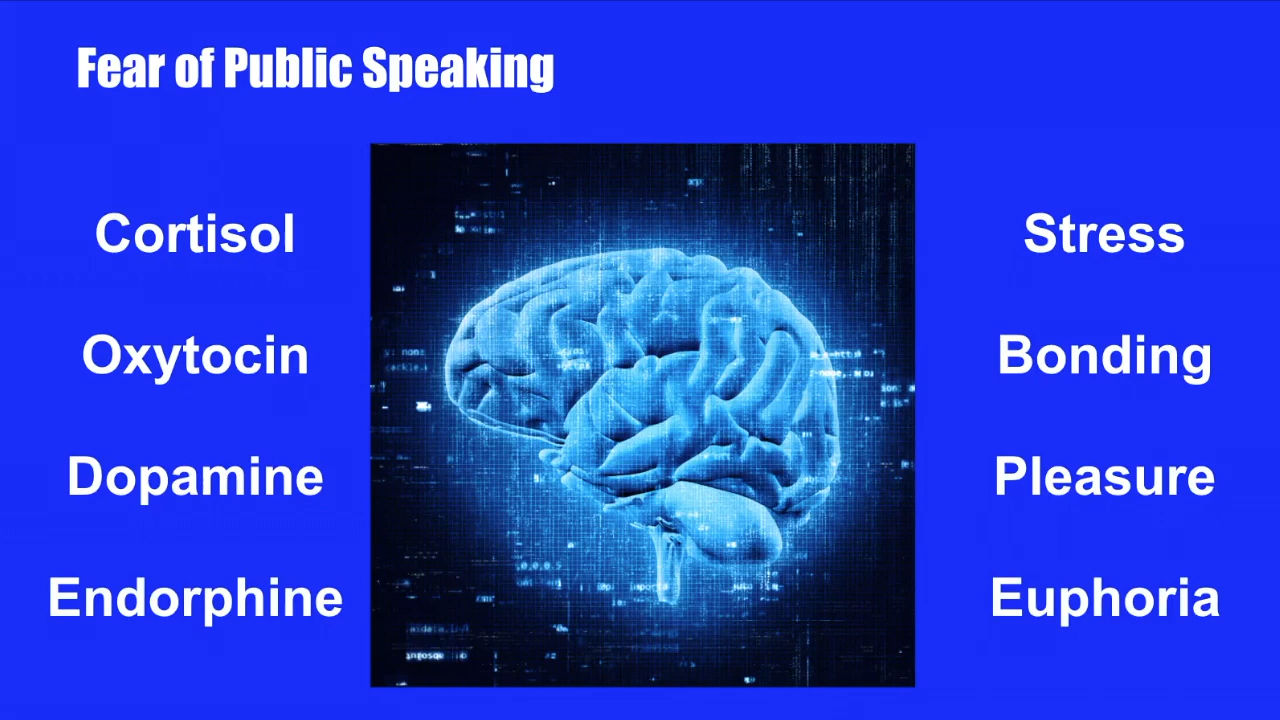 Fear of Public Speaking
Cortisol
Stress
Oxytocin
Bonding
Dopamine
Pleasure
Endorphine
Euphoria